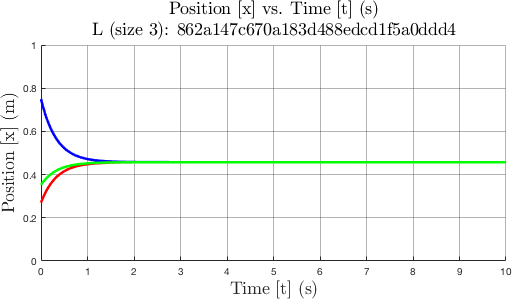 Position [x] vs. Time [t] (s)
L (size 3): 862a147c670a183d488edcd1f5a0ddd4
Position [x] (m)
1
0.8
0.6
0.4
0.2
0
0 1 2 3 4 5 6 7 8 9 10
Time [t] (s)